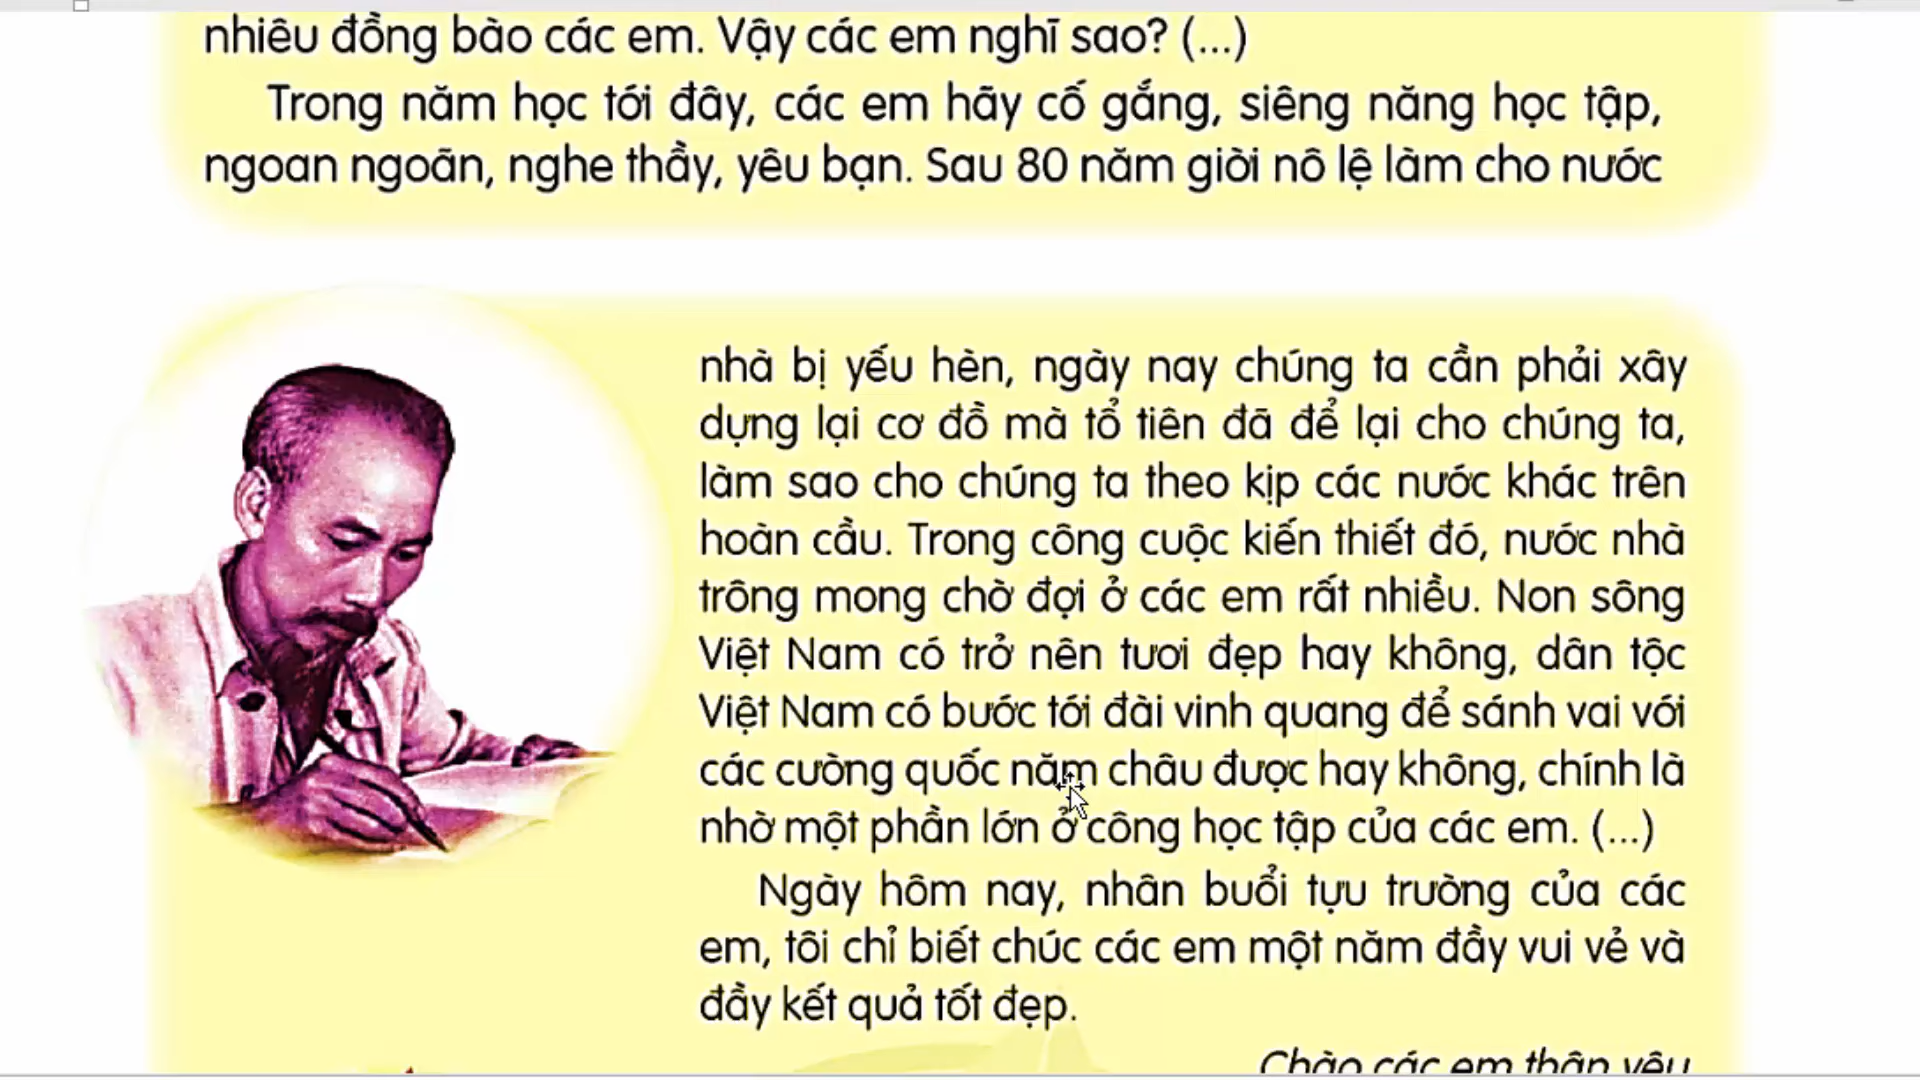 nhiêu đồng bào các em. Vậy các em nghĩ sao? (...)
Trong năm học tới đây, các em hãy cố gắng, siêng năng học tập,
ngoan ngoãn, nghe thầy, yêu bạn. Sau 80 năm giời nô lệ làm cho nước
nhà bị yếu hèn, ngày nay chúng ta cần phải xây
dựng lại cơ đồ mà tổ tiên đã để lại cho chúng ta,
làm sao cho chúng ta theo kịp các nước khác trên
hoàn cầu. Trong công cuộc kiến thiết đó, nước nhà
trông mong chờ đợi ở các em rất nhiều. Non sông
Việt Nam có trở nên tươi đẹp hay không, dân tộc
Việt Nam có bước tới đài vinh quang để sánh vai với
các cường quốc năm châu được hay không, chính là
nhờ một phần lớn ở công học tập của các em. (...)
Ngày hôm nay, nhân buổi tựu trường của các
em, tôi chỉ biết chúc các em một năm đầy vui vẻ và
đầy kết quả tốt đẹp.
Chào các em thân yêu